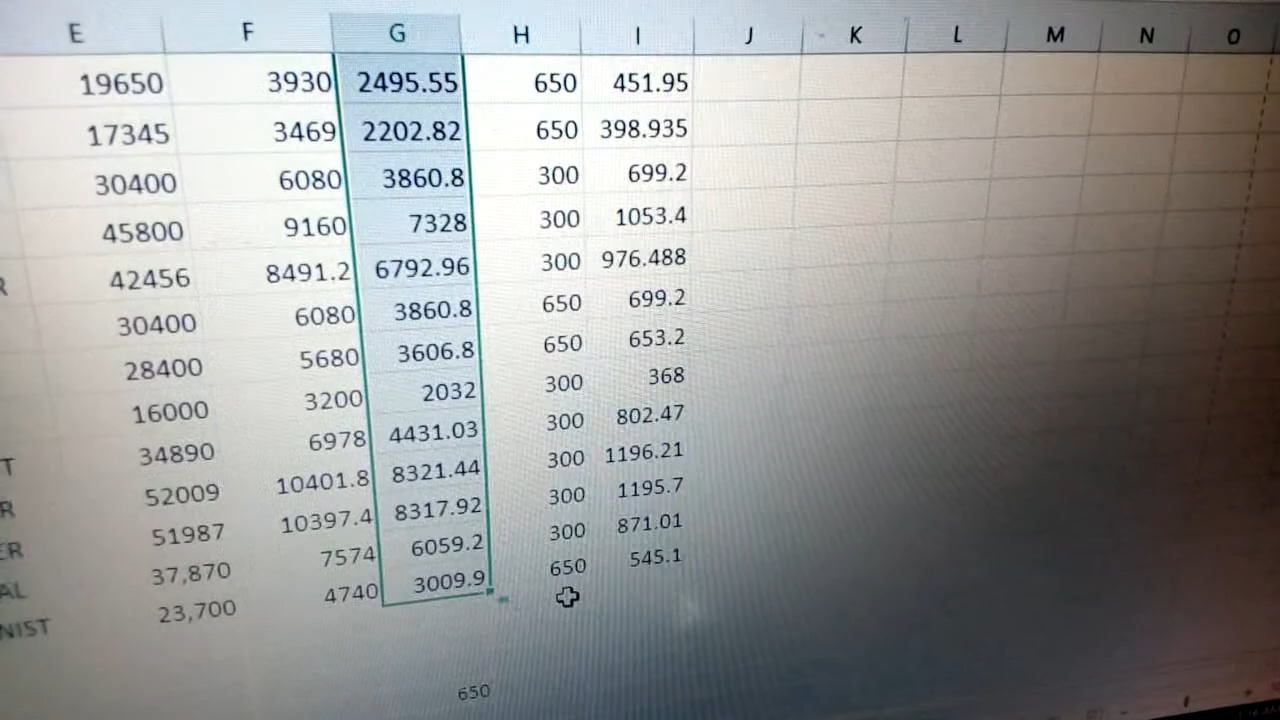 E F G H I J K L M N O
19650 3930 2495.55 650 451.95
17345 3469 2202.82 650 398.935
30400 6080 3860.8 300 699.2
45800 9160 7328 300 1053.4
R 42456 8491.2 6792.96 300 976.488
30400 6080 3860.8 650 699.2
28400 5680 3606.8 650 653.2
16000 3200 2032 300 368
T 34890 6978 4431.03 300 802.47
R 52009 10401.8 8321.44 300 1196.21
ER 51987 10397.4 8317.92 300 1195.7
AL 37,870 7574 6059.2 300 871.01
NIST 23,700 4740 3009.9 650 545.1
650